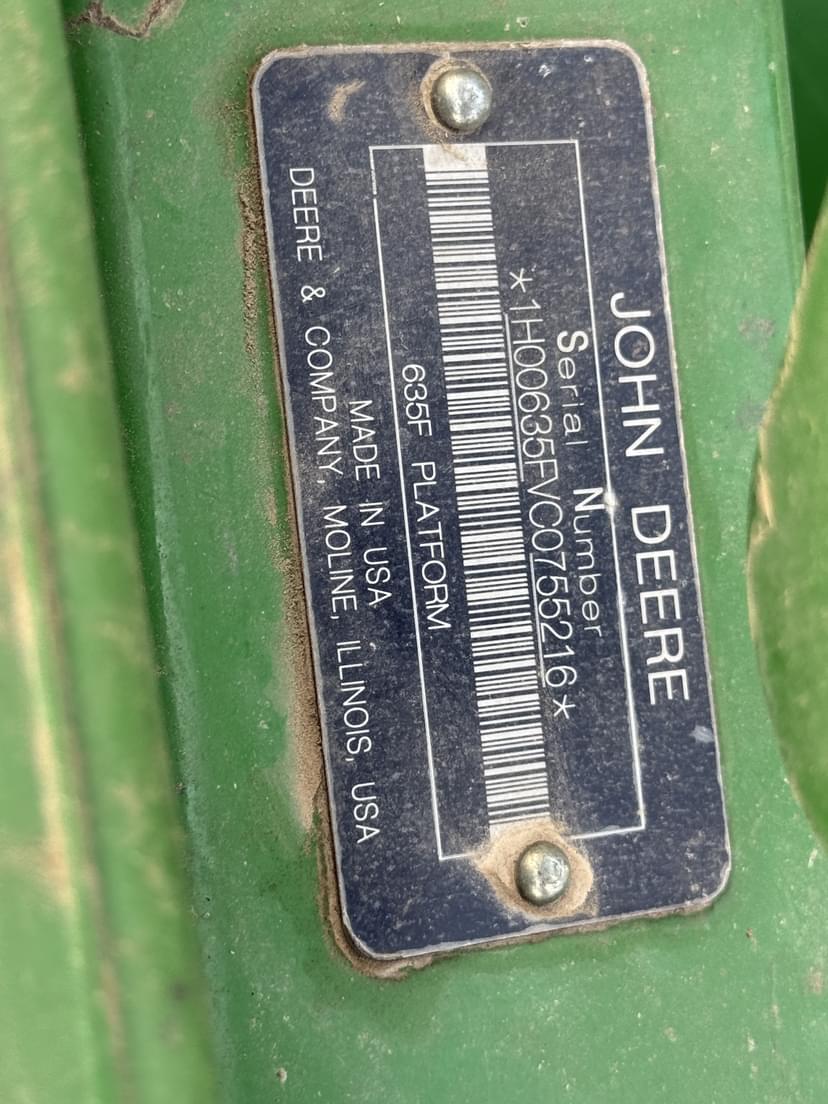 JOHN DEERE
Serial Number
*1H00635FVC0755216*
635F PLATFORM
MADE IN USA
DEERE & COMPANY, MOLINE, ILLINOIS, USA